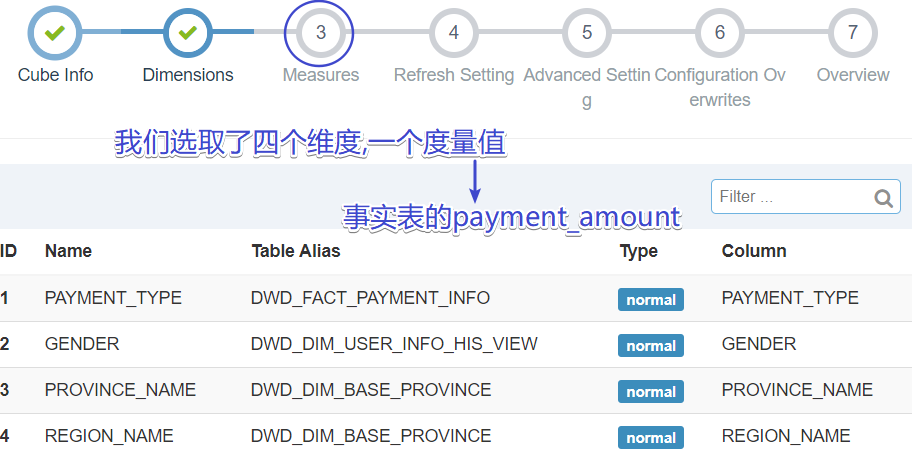 3 4 5 6 7
Cube Info Dimensions Measures Refresh Setting Advanced Settin Configuration Ov Overview
g erwrites
我们选取了四个维度,一个度量值
Filter ...
事实表的payment_amount
ID Name Table Alias Type Column
1 PAYMENT_TYPE DWD_FACT_PAYMENT_INFO normal PAYMENT_TYPE
2 GENDER DWD_DIM_USER_INFO_HIS_VIEW normal GENDER
3 PROVINCE_NAME DWD_DIM_BASE_PROVINCE normal PROVINCE_NAME
4 REGION_NAME DWD_DIM_BASE_PROVINCE normal REGION_NAME